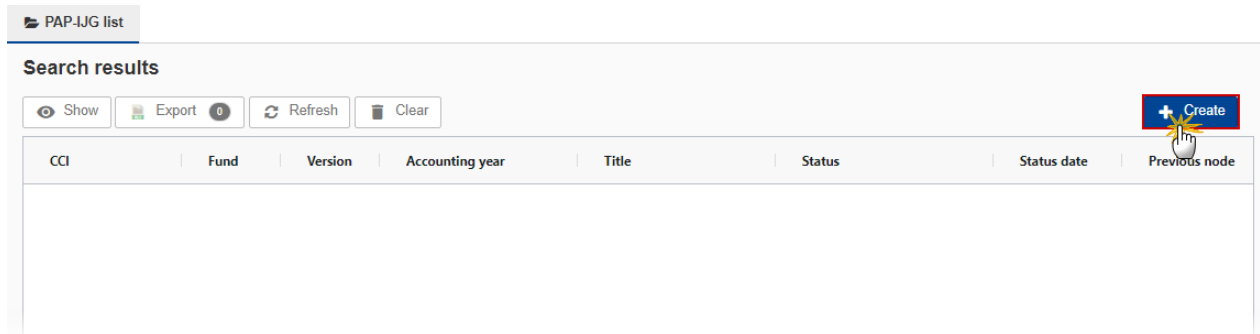 PAP-IJG list
Search results
Show Export 0 Refresh Clear Create
CCI Fund Version Accounting year Title Status Status date Previous node